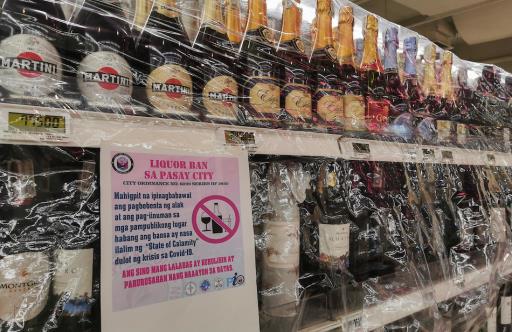 MARTINI
MARTINI
MARTINI
MARTINI
LIQUOR BAN
SA PASAY CITY
Mahigpit na ipinagbabawal
ang pagbebenta ng alak
at ang pag-iinuman sa
mga pampublikong lugar
habang ang bansa ay nasa
ilalim ng "State of Calamity"
dulot ng krisis sa Covid-19.
ANG SINO MANG LALABAG AY HUHULIHIN AT
PARURUSAHAN NANG NAAAYON SA BATAS.